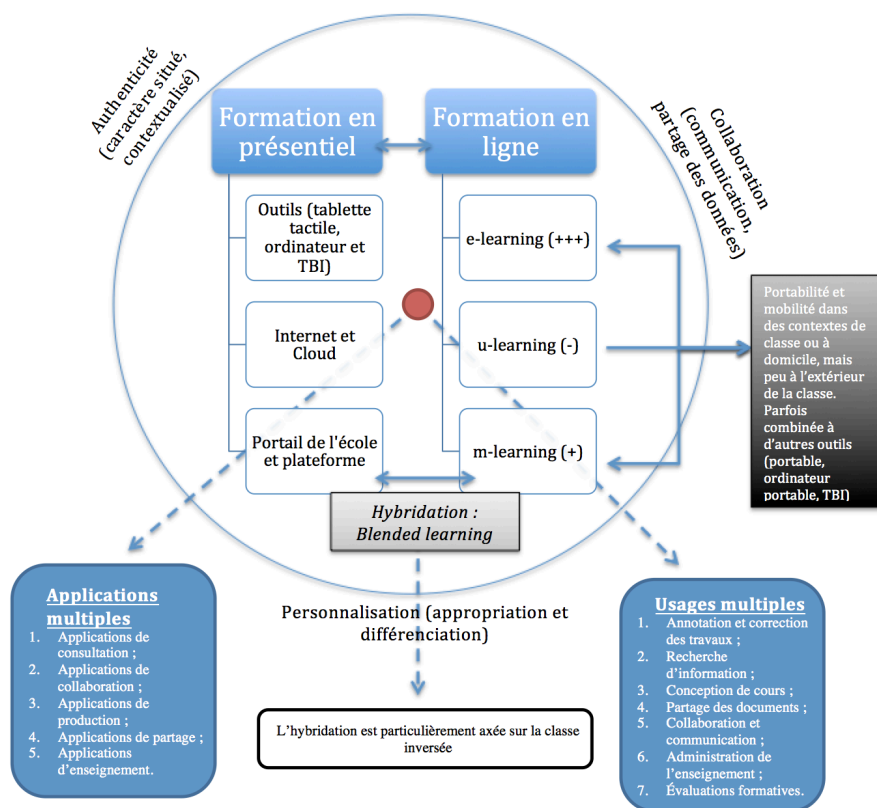 Authenticité
(caractère situé,
contextualisé)
Formation en
présentiel
Formation en
ligne
Collaboration
(communication,
partage des données)
Outils (tablette
tactile,
ordinateur et
TBI)
e-learning (+++)
Internet et
Cloud
u-learning (-)
Portail de l'école
et plateforme
m-learning (+)
Portabilité et
mobilité dans
des contextes de
classe ou à
domicile, mais
peu à l'extérieur
de la classe.
Parfois
combinée à
d'autres outils
(portable,
ordinateur
portable, TBI)
Hybridation :
Blended learning
Applications
multiples
1. Applications de
consultation ;
2. Applications de
collaboration ;
3. Applications de
production ;
4. Applications de partage ;
5. Applications
d'enseignement.
Personnalisation (appropriation et
différenciation)
L'hybridation est particulièrement axée sur la classe
inversée
Usages multiples
1. Annotation et correction
des travaux ;
2. Recherche
d'information ;
3. Conception de cours ;
4. Partage des documents ;
5. Collaboration et
communication ;
6. Administration de
l'enseignement ;
7. Évaluations formatives.